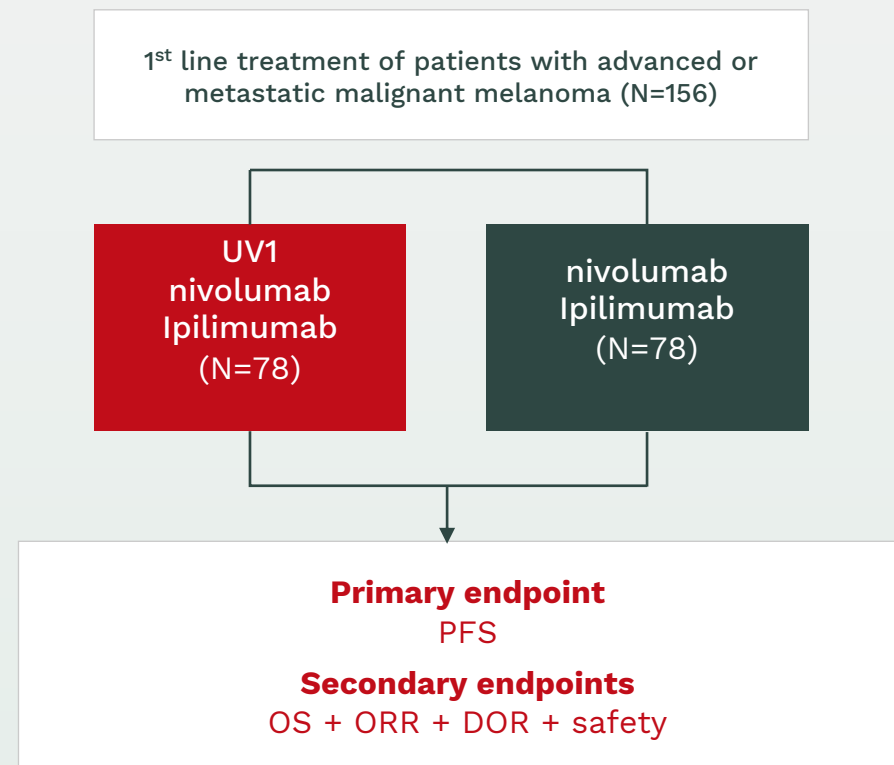 1st line treatment of patients with advanced or
metastatic malignant melanoma (N=156)
UV1
nivolumab
Ipilimumab
(N=78)
nivolumab
Ipilimumab
(N=78)
Primary endpoint
PFS
Secondary endpoints
OS + ORR + DOR + safety